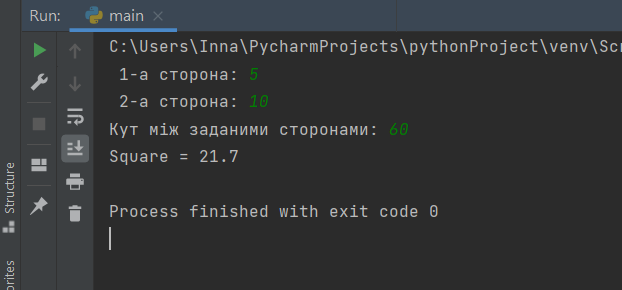 Run:
main
C:\Users\Inna\PycharmProjects\pythonProject\venv\Scr
1-а сторона: 5
2-а сторона: 10
Кут між заданими сторонами: 60
Square = 21.7
Process finished with exit code 0
Structure